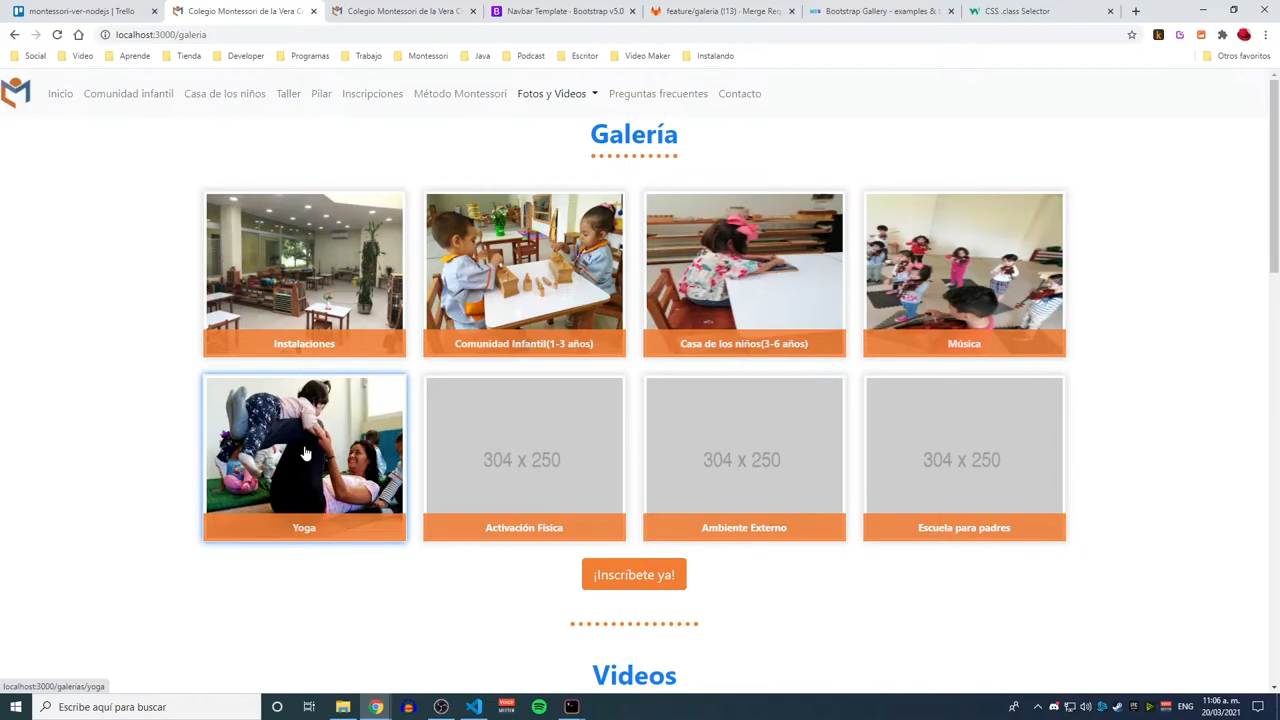 montessori-ver-nodejs | Trello
Colegio Montessori de la Vera C
Colegio Montessori de la Vera C
Navbar Template · Bootstrap v5.0
feature/galeria (!13) · Merge Req
Bootstrap Gallery - examples & t
CSS .class Selector
localhost:3000/galeria
Social
Video
Aprende
Tienda
Developer
Programas
Trabajo
Montessori
Java
Podcast
Escritor
Video Maker
Instalando
Otros favoritos
Inicio
Comunidad infantil
Casa de los niños
Taller
Pilar
Inscripciones
Método Montessori
Fotos y Videos
Preguntas frecuentes
Contacto
Galería
Instalaciones
Comunidad Infantil(1-3 años)
Casa de los niños(3-6 años)
Música
304 x 250
304 x 250
304 x 250
Yoga
Activación Física
Ambiente Externo
Escuela para padres
¡Inscríbete ya!
Videos
localhost:3000/galerias/yoga
Escribe aquí para buscar
ENG
11:06 a. m.
20/03/2021